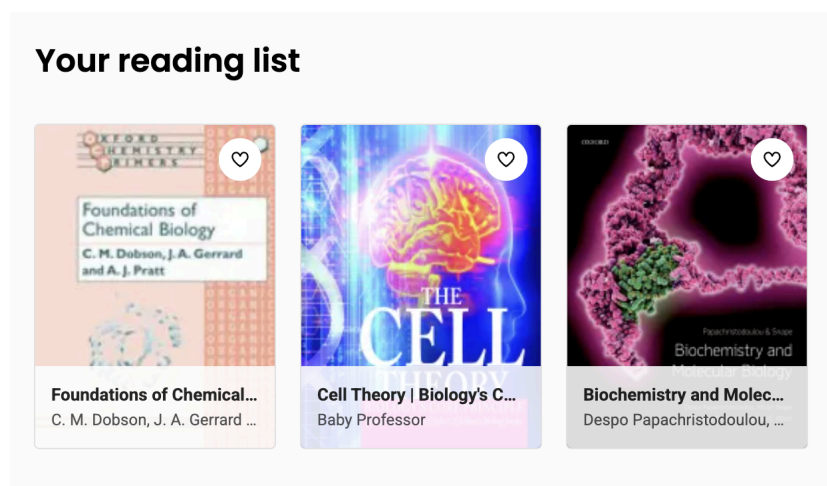 Your reading list
OXFORD
CHEMISTRY
PRIMERS
Foundations of
Chemical Biology
C. M. Dobson, J. A. Gerrard
and A. J. Pratt
Foundations of Chemical...
C. M. Dobson, J. A. Gerrard ...
THE
CELL
THEORY
Cell Theory | Biology's C...
Baby Professor
OXFORD
Papachristodoulou & Snape
Biochemistry and
Molecular Biology
Biochemistry and Molec...
Despo Papachristodoulou, ...